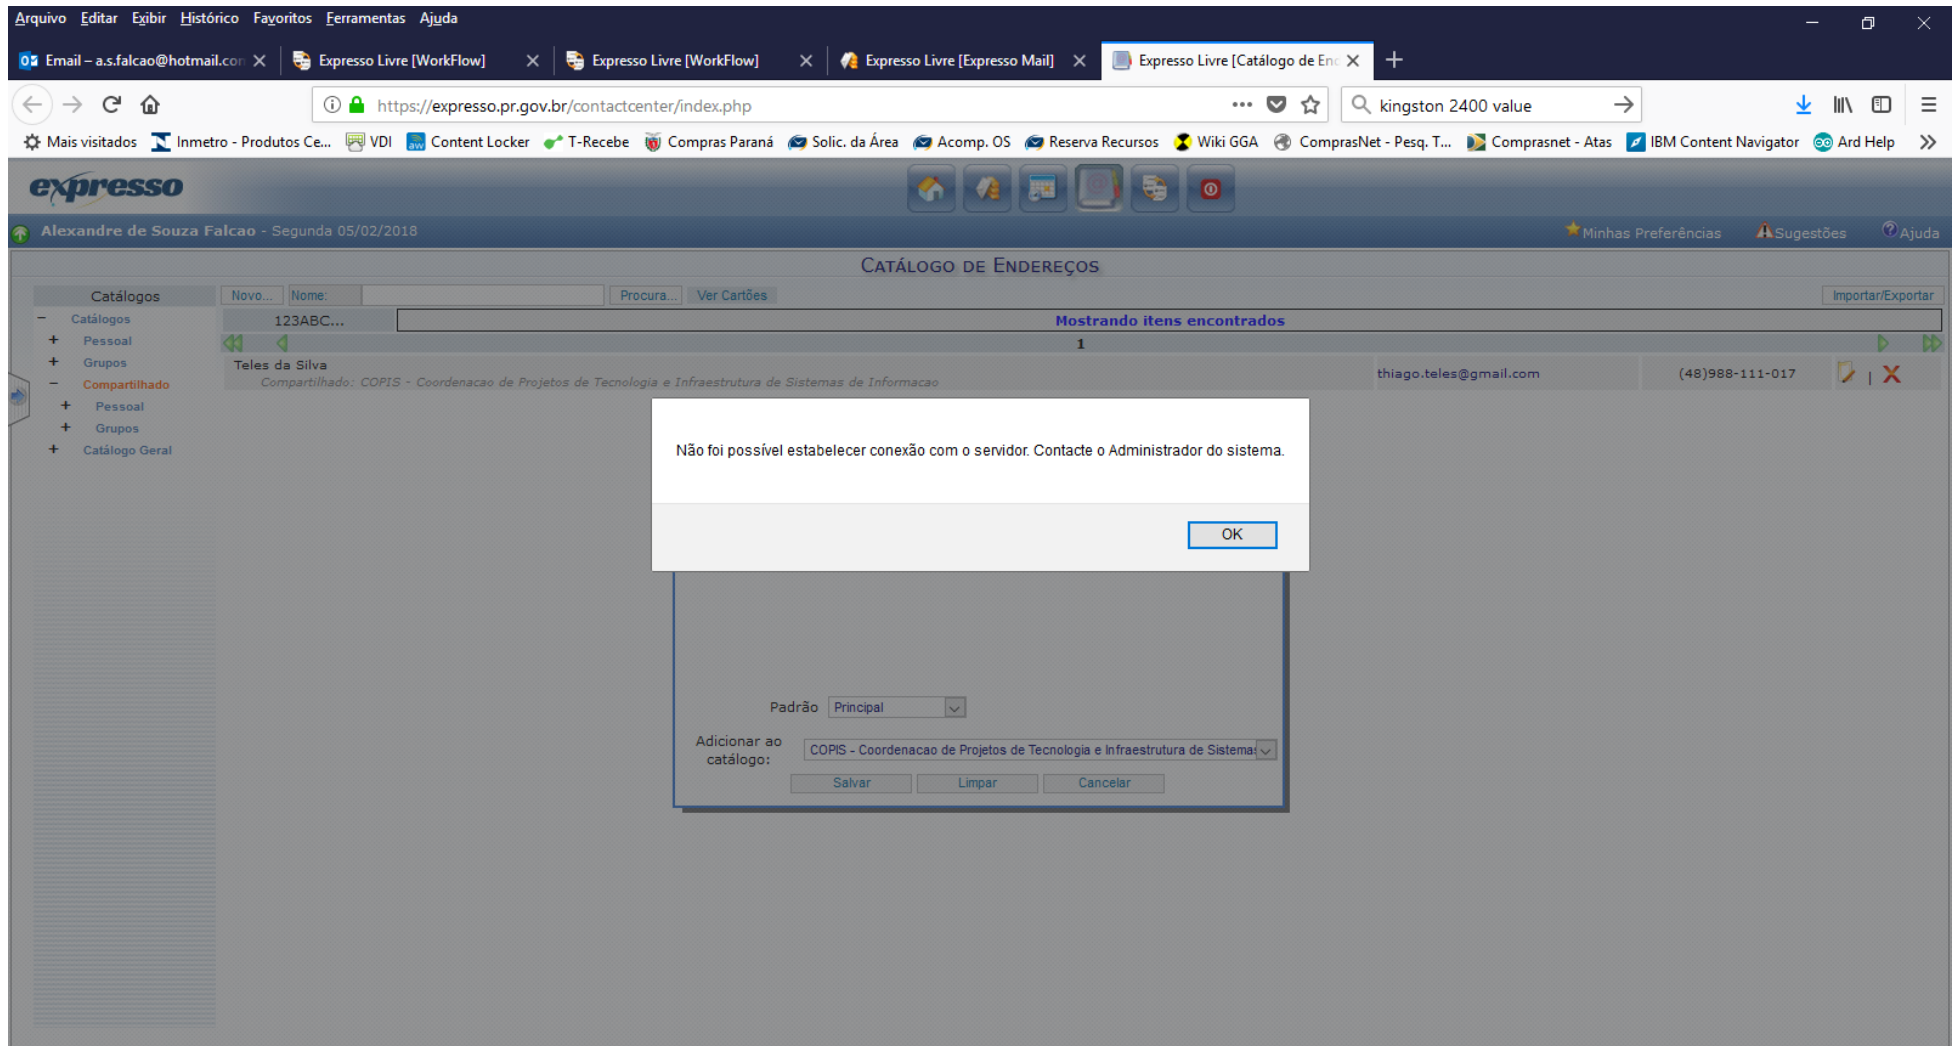 Arquivo Editar Exibir Histórico Favoritos Ferramentas Ajuda
Email – a.s.falcao@hotmail.con
Expresso Livre [WorkFlow]
Expresso Livre [WorkFlow]
Expresso Livre [Expresso Mail]
Expresso Livre [Catálogo de End
https://expresso.pr.gov.br/contactcenter/index.php
kingston 2400 value
Mais visitados Inmetro - Produtos Ce... VDI Content Locker T-Recebe Compras Paraná Solic. da Área Acomp. OS Reserva Recursos Wiki GGA ComprasNet - Pesq. T... Comprasnet - Atas IBM Content Navigator Ard Help
expresso
Alexandre de Souza Falcao - Segunda 05/02/2018
Minhas Preferências Sugestões Ajuda
Catálogo de Endereços
Catálogos
Novo... Nome: Procura... Ver Cartões Importar/Exportar
− Catálogos
123ABC... Mostrando itens encontrados
+ Pessoal
1
+ Grupos
− Compartilhado
+ Pessoal
+ Grupos
+ Catálogo Geral
Teles da Silva
Compartilhado: COPIS - Coordenacao de Projetos de Tecnologia e Infraestrutura de Sistemas de Informacao
thiago.teles@gmail.com (48)988-111-017 |
Não foi possível estabelecer conexão com o servidor. Contacte o Administrador do sistema.
OK
Padrão Principal
Adicionar ao
catálogo:
COPIS - Coordenacao de Projetos de Tecnologia e Infraestrutura de Sistemas
Salvar Limpar Cancelar